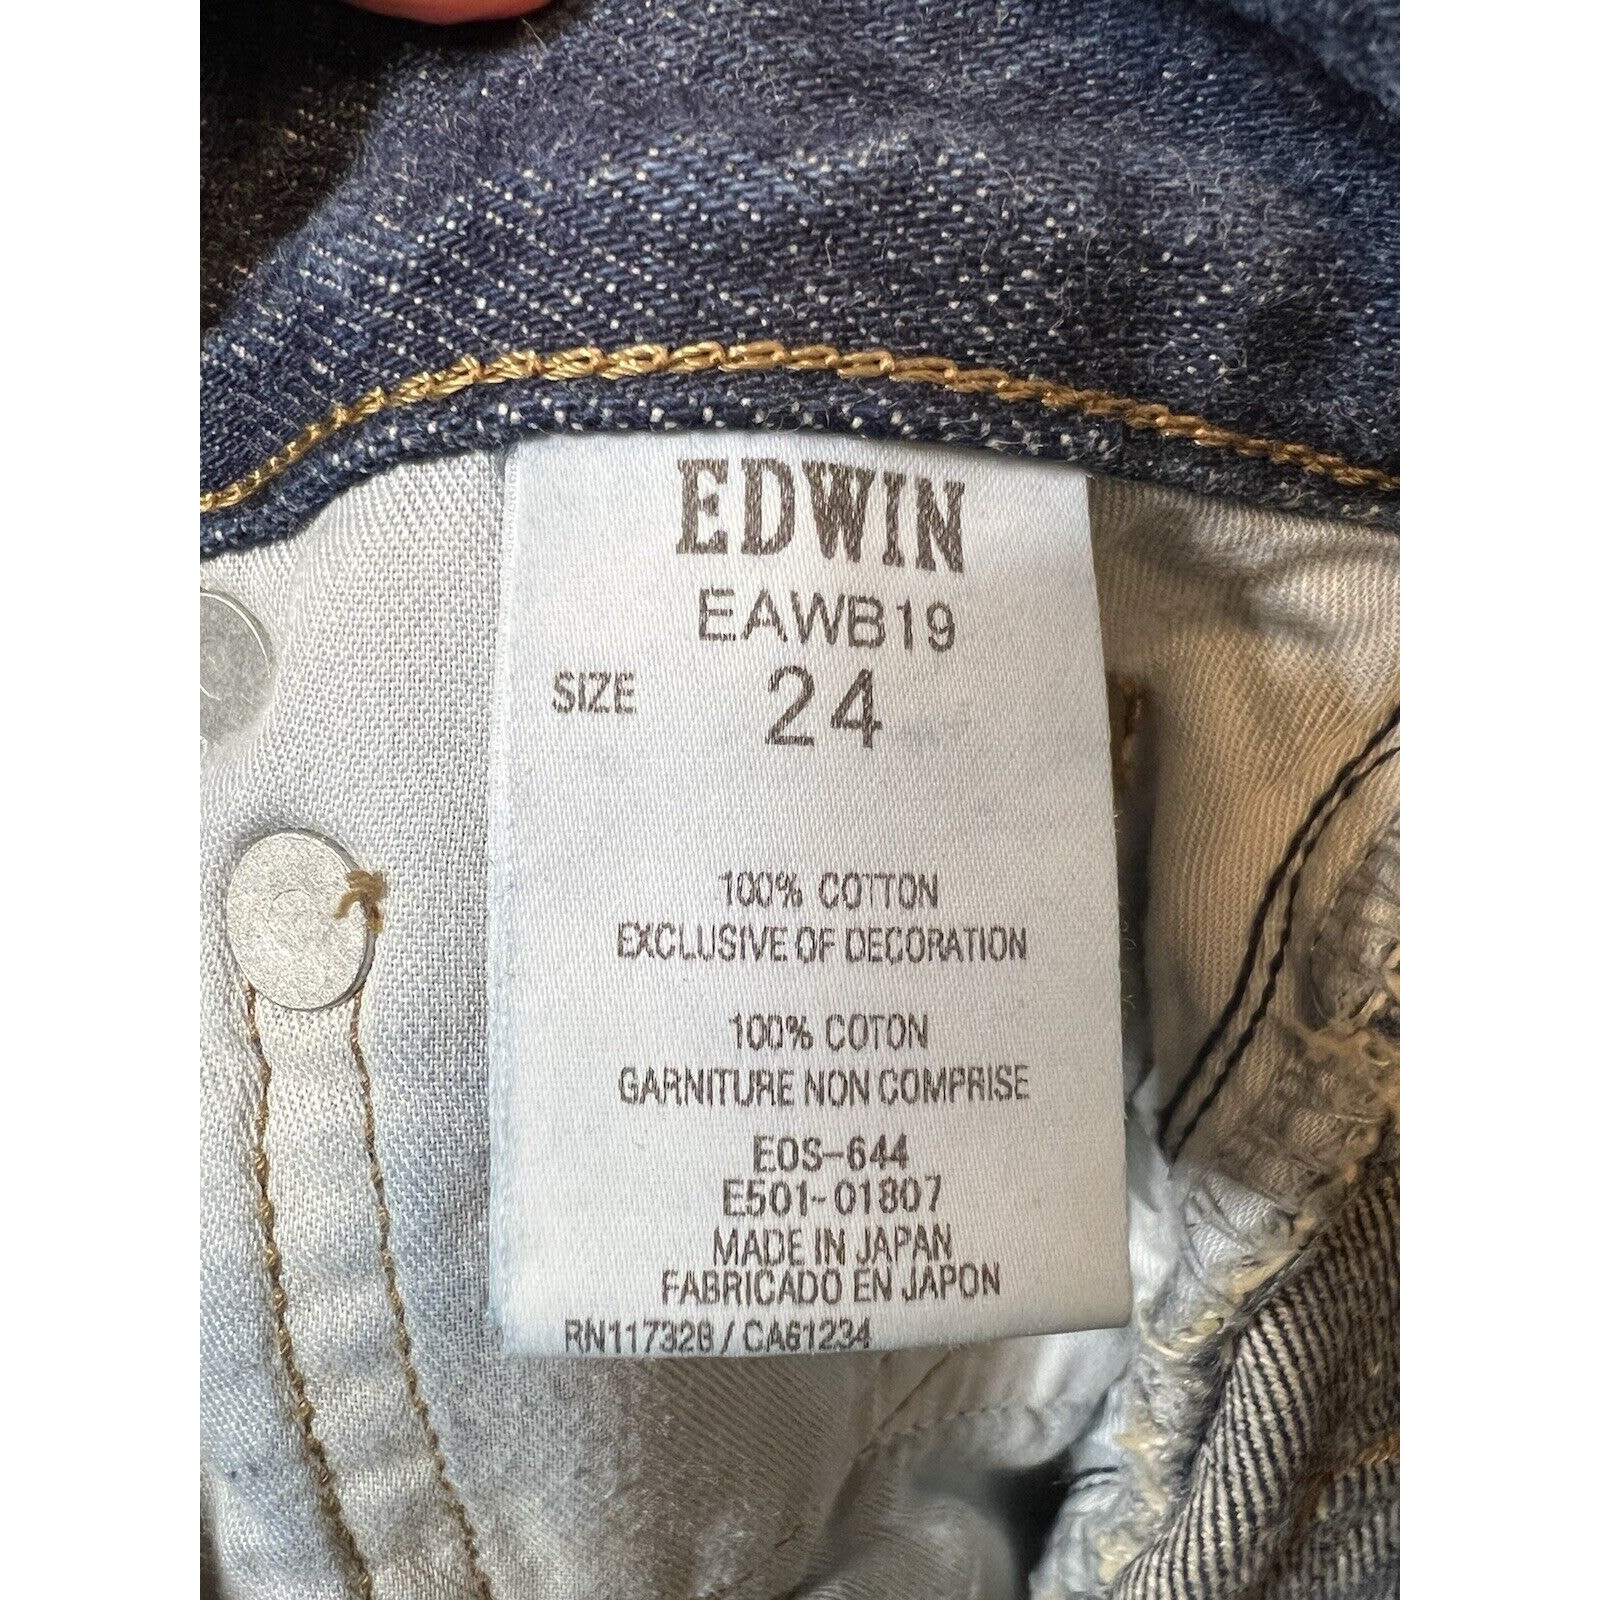 EDWIN
EAWB19
SIZE 24
100% COTTON
EXCLUSIVE OF DECORATION
100% COTON
GARNITURE NON COMPRISE
EOS-644
E501-01807
MADE IN JAPAN
FABRICADO EN JAPON
RN117328 / CA61234